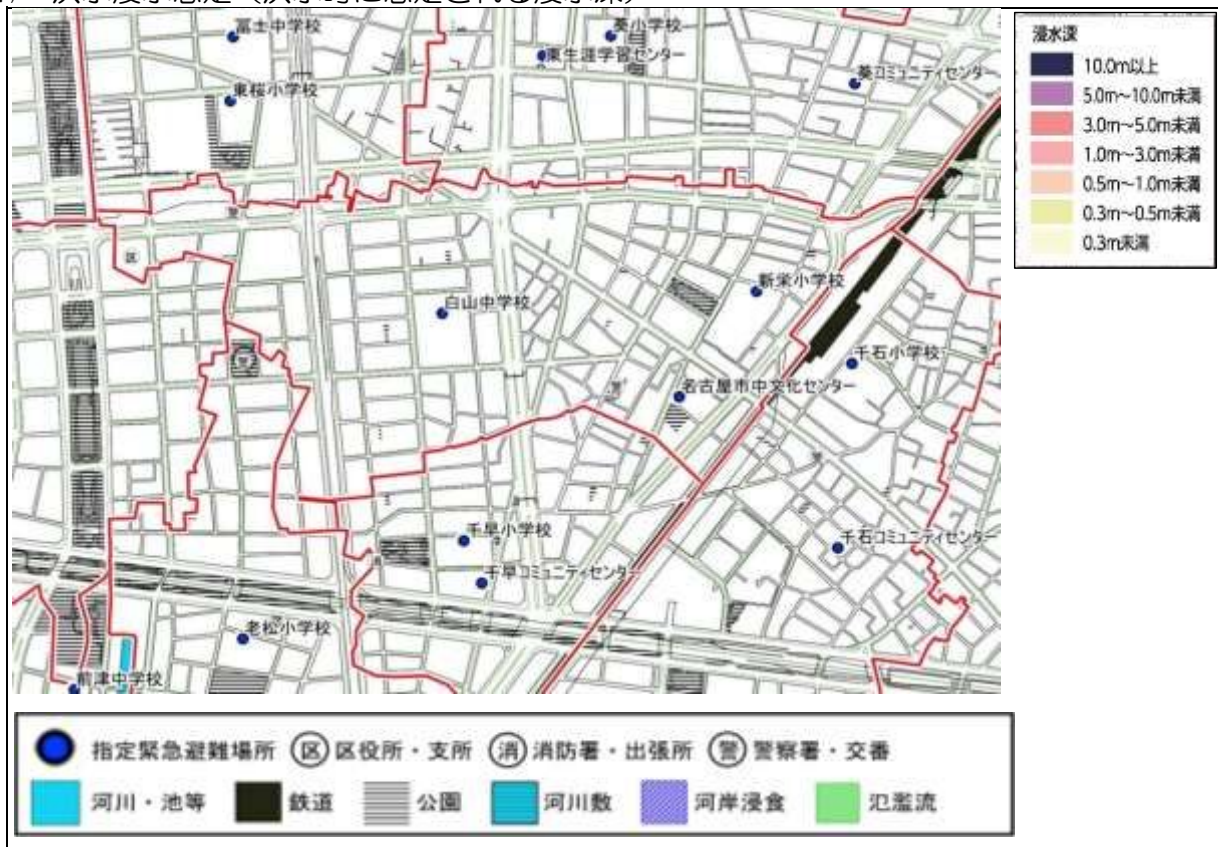 冨士中学校
葵小学校
東生涯学習センター
葵コミュニティセンター
東桜小学校
区
白山中学校
新栄小学校
千石小学校
名古屋市中文化センター
千早小学校
千石コミュニティセンター
千早コミュニティセンター
老松小学校
前津中学校
浸水深
10.0m以上
5.0m～10.0m未満
3.0m～5.0m未満
1.0m～3.0m未満
0.5m～1.0m未満
0.3m～0.5m未満
0.3m未満
指定緊急避難場所 区 区役所・支所 消 消防署・出張所 警 警察署・交番
河川・池等 鉄道 公園 河川敷 河岸浸食 氾濫流